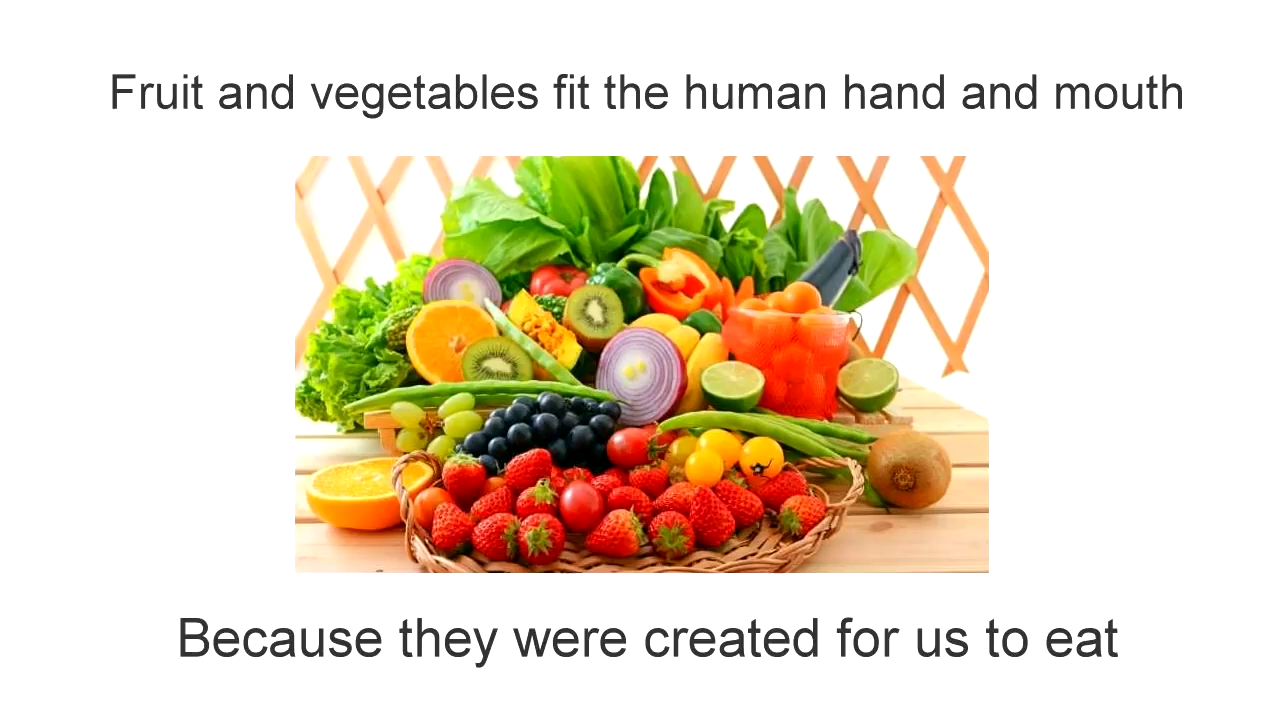 Fruit and vegetables fit the human hand and mouth
Because they were created for us to eat